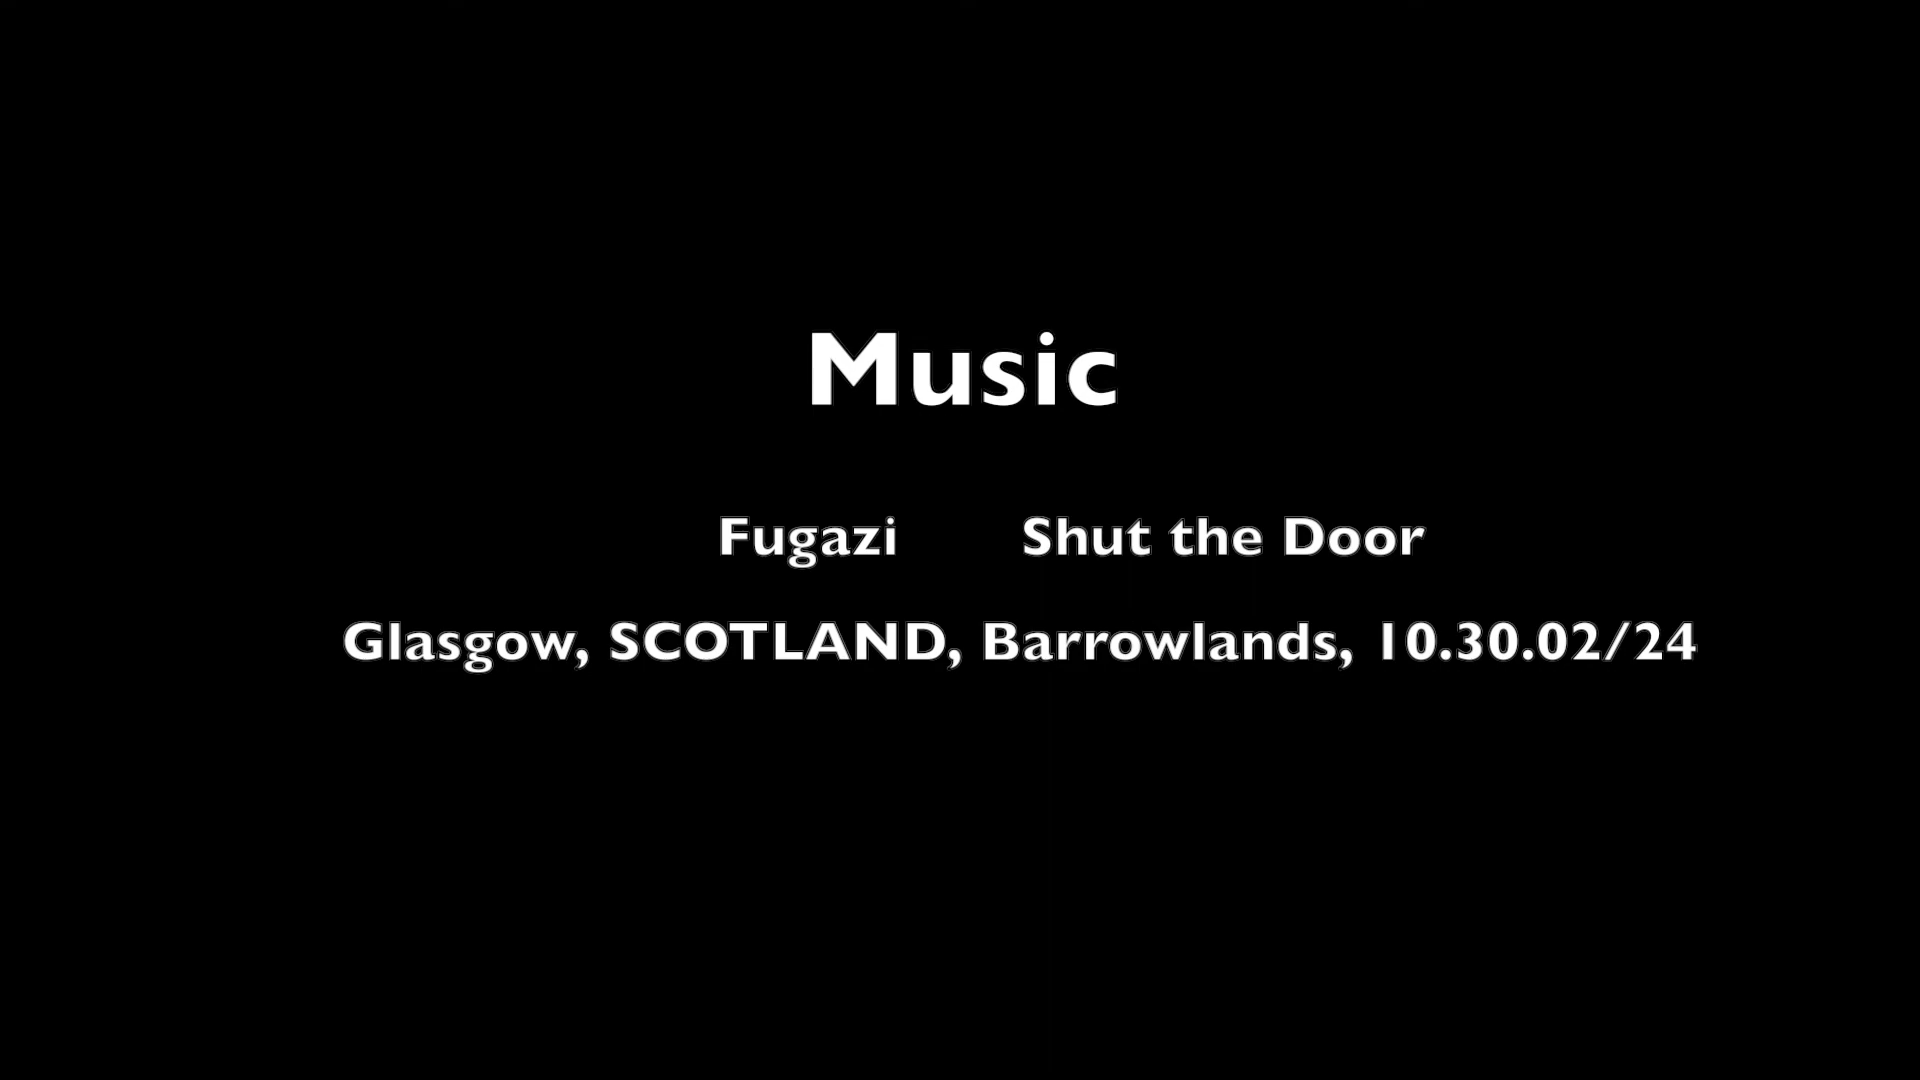 Music
Fugazi Shut the Door
Glasgow, SCOTLAND, Barrowlands, 10.30.02/24